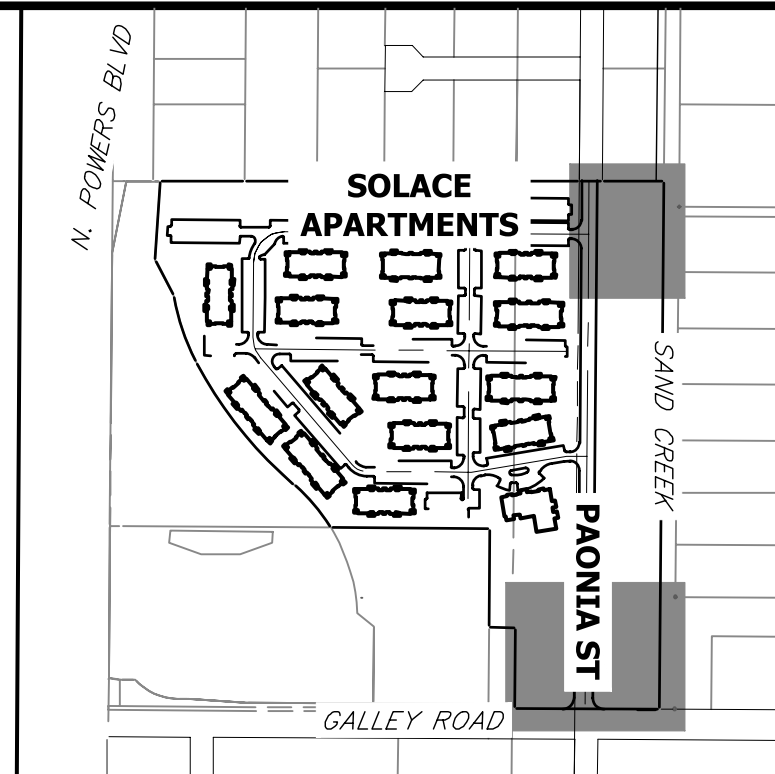 N. POWERS BLVD
SOLACE
APARTMENTS
SAND CREEK
PAONIA ST
GALLEY ROAD